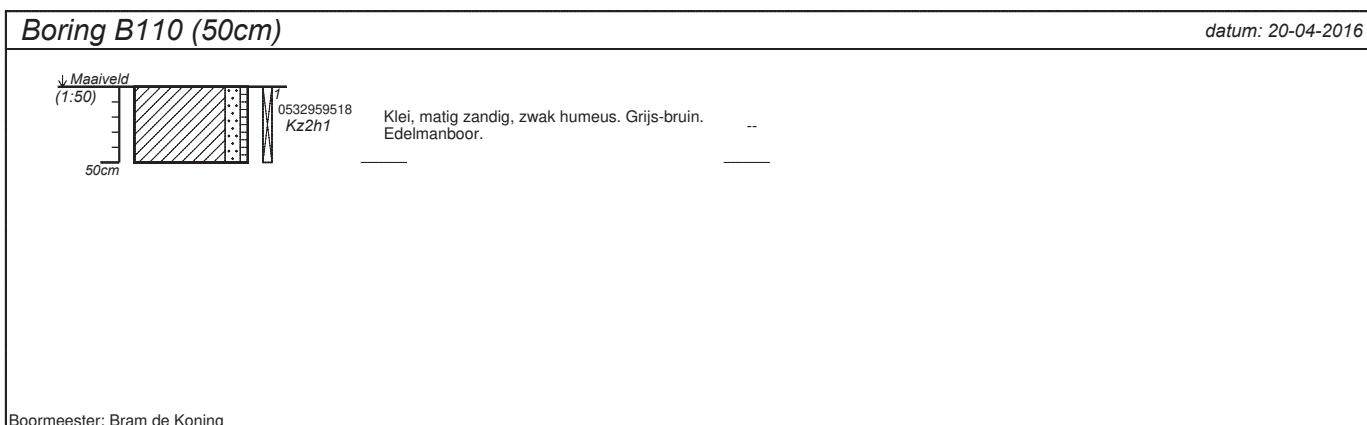 Boring B110 (50cm)
datum: 20-04-2016
Maaiveld
(1:50)
1
0532959518
Kz2h1
Klei, matig zandig, zwak humeus. Grijs-bruin.
Edelmanboor.
--
50cm
Boormeester: Bram de Koning